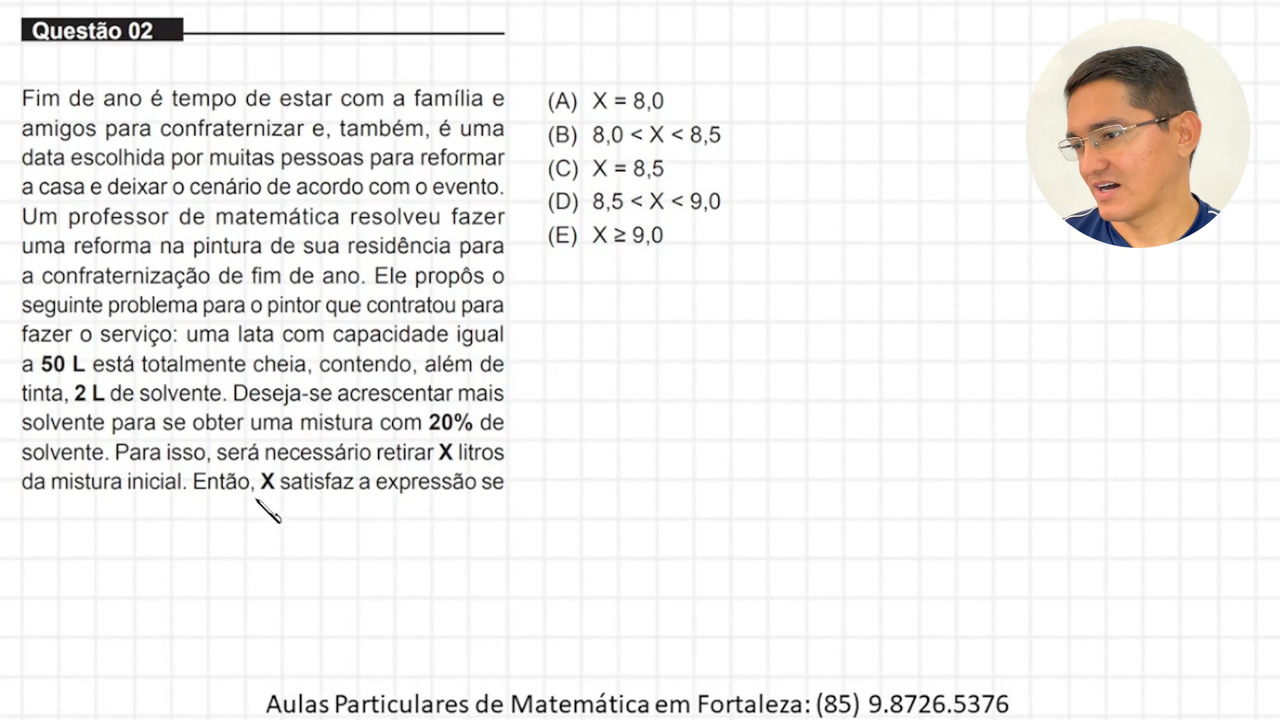 Questão 02
Fim de ano é tempo de estar com a família e
amigos para confraternizar e, também, é uma
data escolhida por muitas pessoas para reformar
a casa e deixar o cenário de acordo com o evento.
Um professor de matemática resolveu fazer
uma reforma na pintura de sua residência para
a confraternização de fim de ano. Ele propôs o
seguinte problema para o pintor que contratou para
fazer o serviço: uma lata com capacidade igual
a 50 L está totalmente cheia, contendo, além de
tinta, 2 L de solvente. Deseja-se acrescentar mais
solvente para se obter uma mistura com 20% de
solvente. Para isso, será necessário retirar X litros
da mistura inicial. Então, X satisfaz a expressão se
(A) X = 8,0
(B) 8,0 < X < 8,5
(C) X = 8,5
(D) 8,5 < X < 9,0
(E) X ≥ 9,0
Aulas Particulares de Matemática em Fortaleza: (85) 9.8726.5376